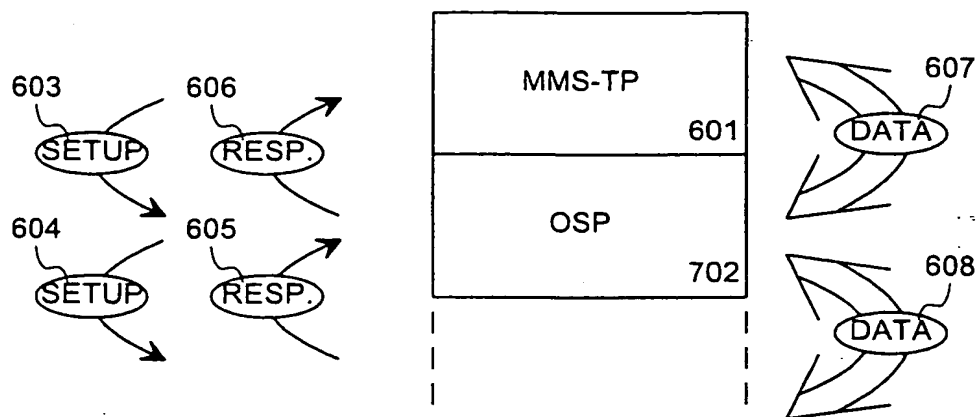 603
606
MMS-TP
607
SETUP
RESP.
601
DATA
604
605
OSP
608
SETUP
RESP.
702
DATA